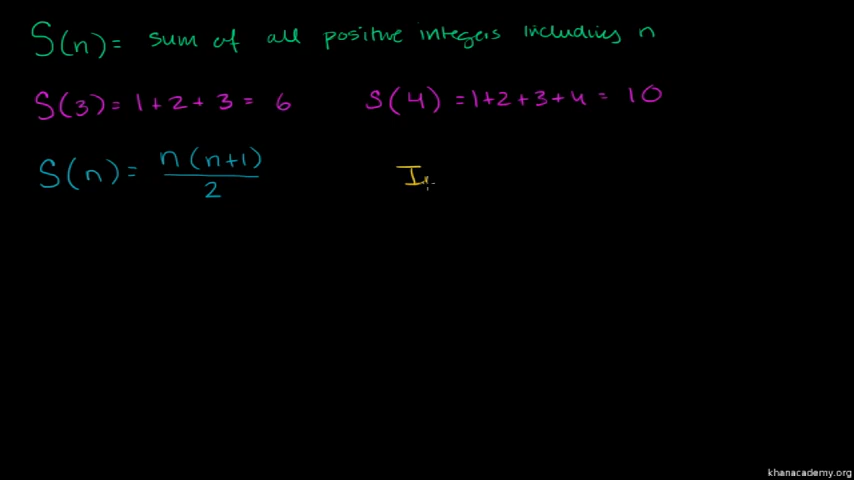 S(n) = sum of all positive integers including n
S(3) = 1+2+3 = 6 S(4) = 1+2+3+4 = 10
S(n) = n(n+1)/2 I
khanacademy.org